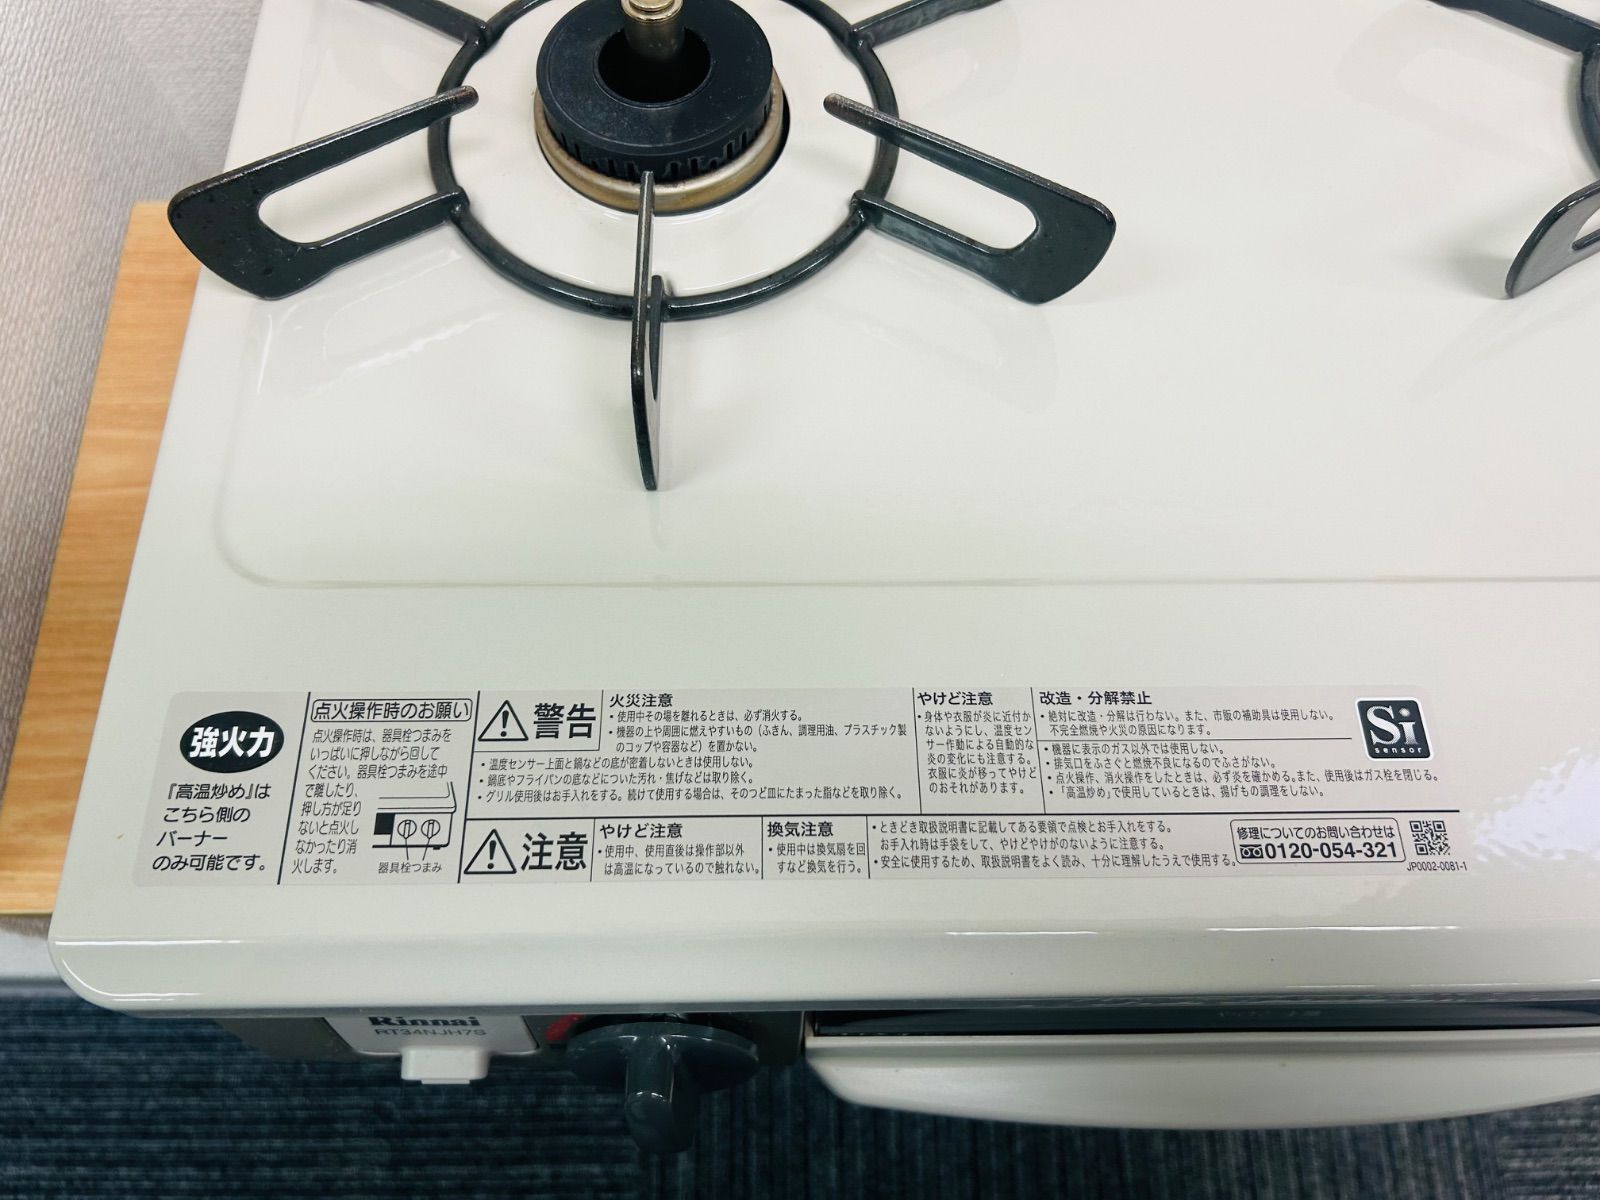 強火力
『高温炒め』は
こちら側の
バーナー
のみ可能です。
点火操作時のお願い
点火操作時は、器具栓つまみを
いっぱいに押しながら回して
ください。器具栓つまみを途中
で離したり、
押し方が足り
ないと点火し
なかったり消
火します。
器具栓つまみ
警告
火災注意
・使用中その場を離れるときは、必ず消火する。
・機器の上や周囲に燃えやすいもの（ふきん、調理用油、プラスチック製
のコップや容器など）を置かない。
・温度センサー上面と鍋などの底が密着しないときは使用しない。
・鍋底やフライパンの底などについた汚れ・焦げなどは取り除く。
・グリル使用後はお手入れをする。続けて使用する場合は、そのつど皿にたまった脂などを取り除く。
やけど注意
・身体や衣服が炎に近付か
ないようにし、温度セン
サー作動による自動的な
炎の変化にも注意する。
衣服に炎が移ってやけど
のおそれがあります。
改造・分解禁止
・絶対に改造・分解は行わない。また、市販の補助具は使用しない。
不完全燃焼や火災の原因になります。
・機器に表示のガス以外では使用しない。
・排気口をふさぐと燃焼不良になるのでふさがない。
・点火操作、消火操作をしたときは、必ず炎を確かめる。また、使用後はガス栓を閉じる。
・「高温炒め」で使用しているときは、揚げもの調理をしない。
Si
sensor
注意
やけど注意
・使用中、使用直後は操作部以外
は高温になっているので触れない。
換気注意
・使用中は換気扇を回
すなど換気を行う。
・ときどき取扱説明書に記載してある要領で点検とお手入れをする。
お手入れ時は手袋をして、やけどやけがのないように注意する。
・安全に使用するため、取扱説明書をよく読み、十分に理解したうえで使用する。
修理についてのお問い合わせは
0120-054-321
JP0002-0081-1
Rinnai
RT34NJH7S